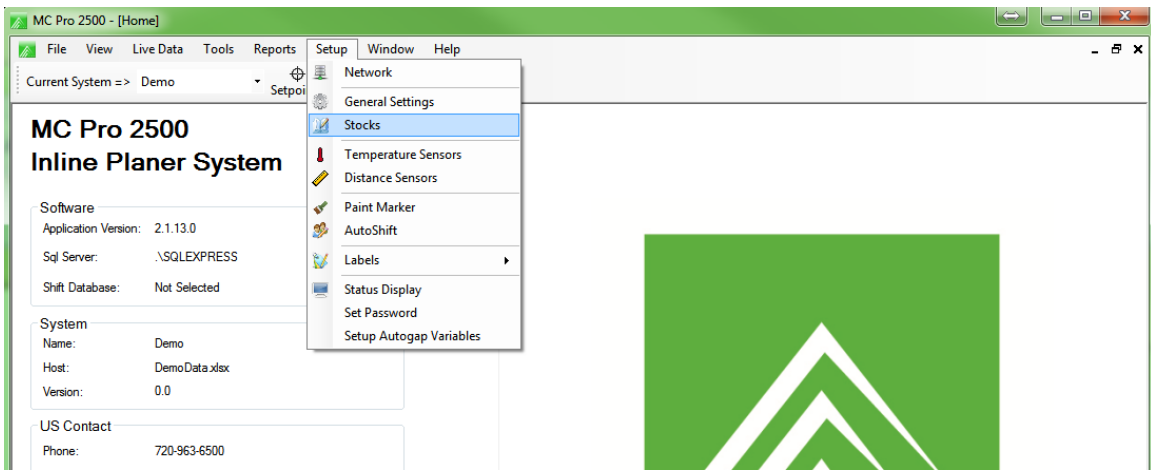 MC Pro 2500 - [Home]
File View Live Data Tools Reports Setup Window Help
Current System => Demo
Setpoi
Network
General Settings
Stocks
Temperature Sensors
Distance Sensors
Paint Marker
AutoShift
Labels
Status Display
Set Password
Setup Autogap Variables
MC Pro 2500
Inline Planer System
Software
Application Version: 2.1.13.0
Sql Server: .\SQLEXPRESS
Shift Database: Not Selected
System
Name: Demo
Host: DemoData.xlsx
Version: 0.0
US Contact
Phone: 720-963-6500